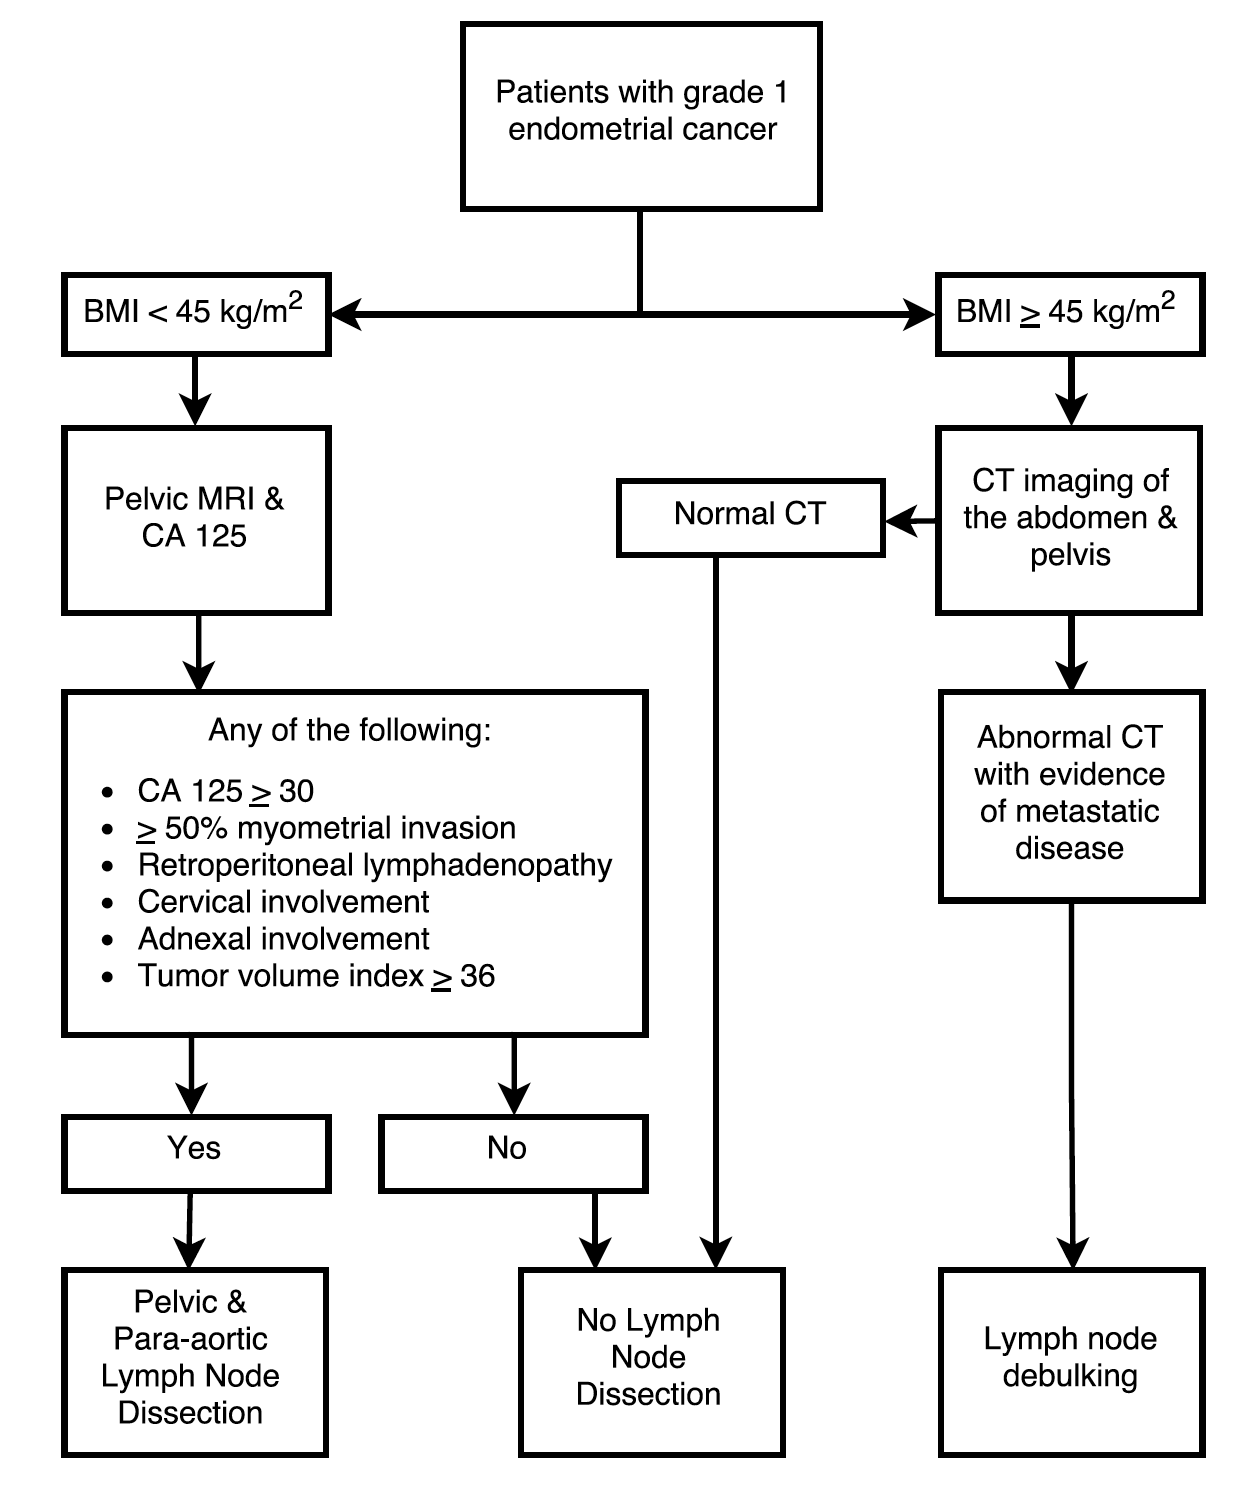 Patients with grade 1
endometrial cancer
BMI < 45 kg/m²
BMI ≥ 45 kg/m²
Pelvic MRI &
CA 125
Normal CT
CT imaging of
the abdomen &
pelvis
Any of the following:
• CA 125 ≥ 30
• ≥ 50% myometrial invasion
• Retroperitoneal lymphadenopathy
• Cervical involvement
• Adnexal involvement
• Tumor volume index ≥ 36
Abnormal CT
with evidence
of metastatic
disease
Yes
No
Pelvic &
Para-aortic
Lymph Node
Dissection
No Lymph
Node
Dissection
Lymph node
debulking